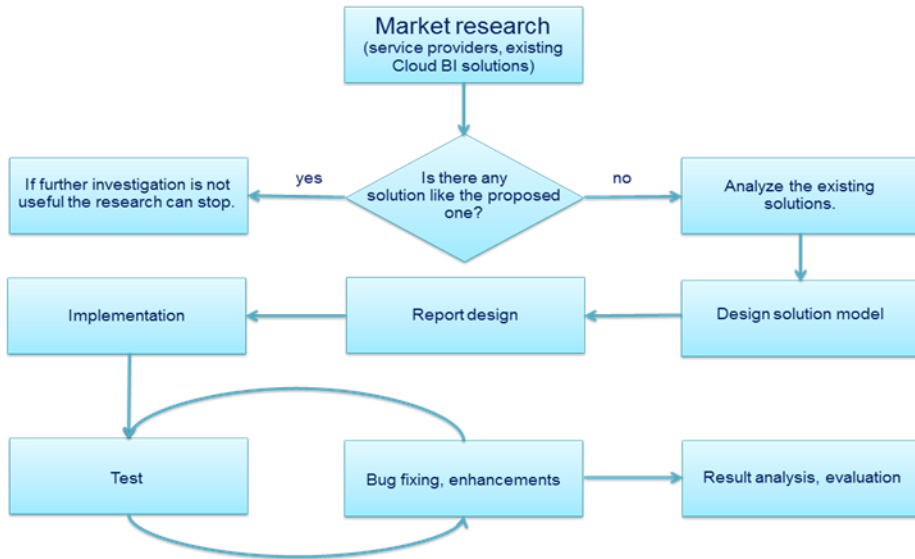 Market research
(service providers, existing
Cloud BI solutions)
If further investigation is not
useful the research can stop.
yes
Is there any
solution like the proposed
one?
no
Analyze the existing
solutions.
Implementation
Report design
Design solution model
Test
Bug fixing, enhancements
Result analysis, evaluation